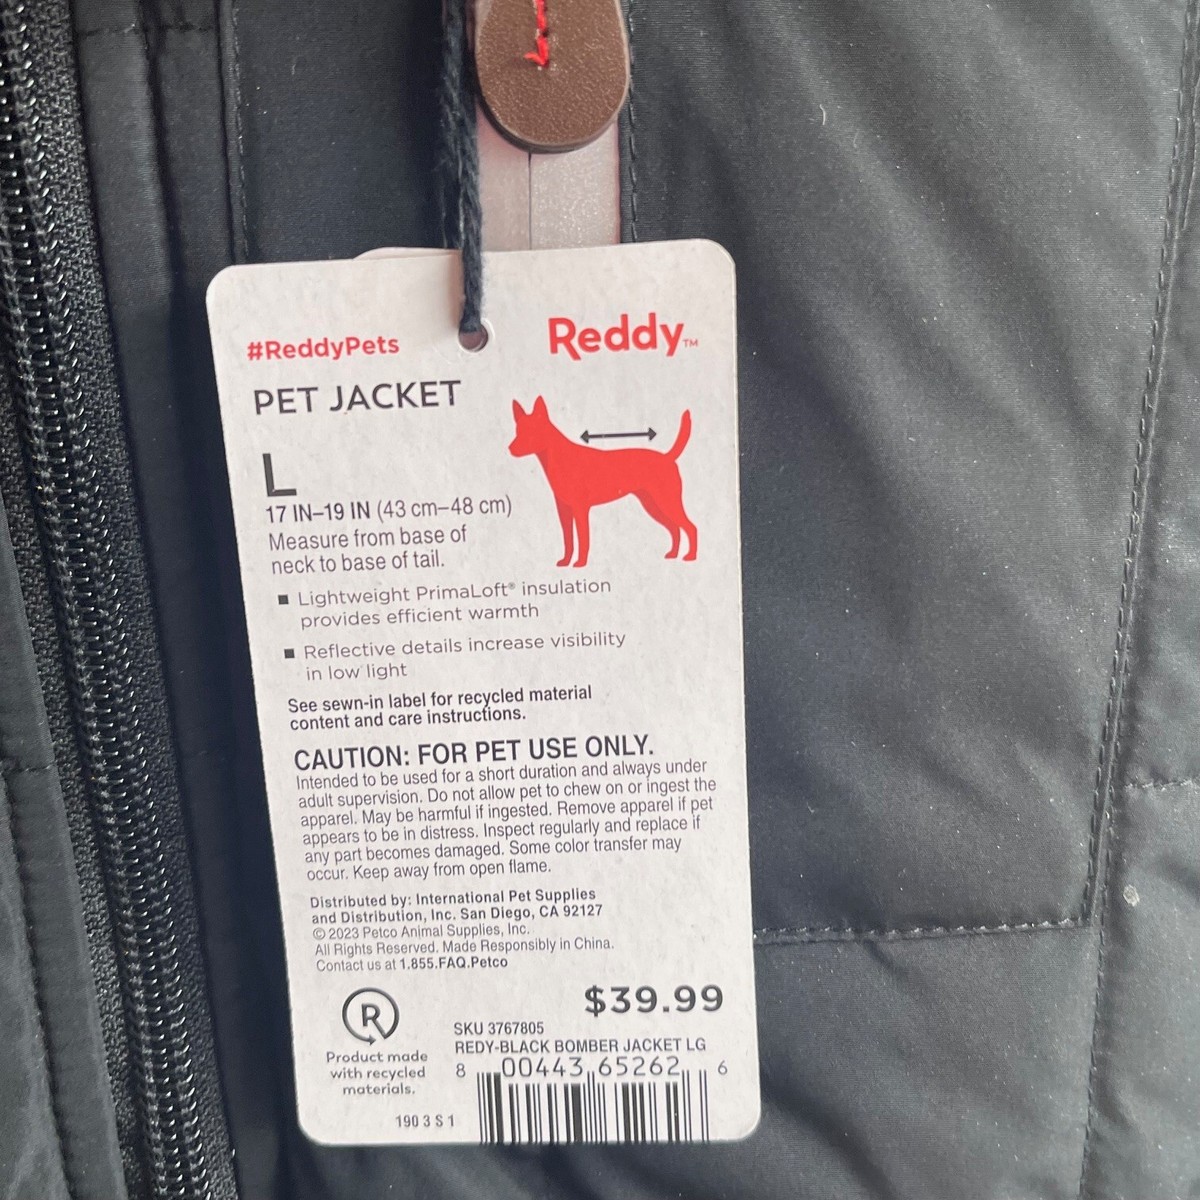 #ReddyPets
Reddy™
PET JACKET
L
17 IN–19 IN (43 cm–48 cm)
Measure from base of
neck to base of tail.
▪ Lightweight PrimaLoft® insulation
provides efficient warmth
▪ Reflective details increase visibility
in low light
See sewn-in label for recycled material
content and care instructions.
CAUTION: FOR PET USE ONLY.
Intended to be used for a short duration and always under
adult supervision. Do not allow pet to chew on or ingest the
apparel. May be harmful if ingested. Remove apparel if pet
appears to be in distress. Inspect regularly and replace if
any part becomes damaged. Some color transfer may
occur. Keep away from open flame.
Distributed by: International Pet Supplies
and Distribution, Inc. San Diego, CA 92127
© 2023 Petco Animal Supplies, Inc.
All Rights Reserved. Made Responsibly in China.
Contact us at 1.855.FAQ.Petco
$39.99
R
Product made
with recycled
materials.
SKU 3767805
REDY-BLACK BOMBER JACKET LG
8 00443 65262 6
190 3 S 1